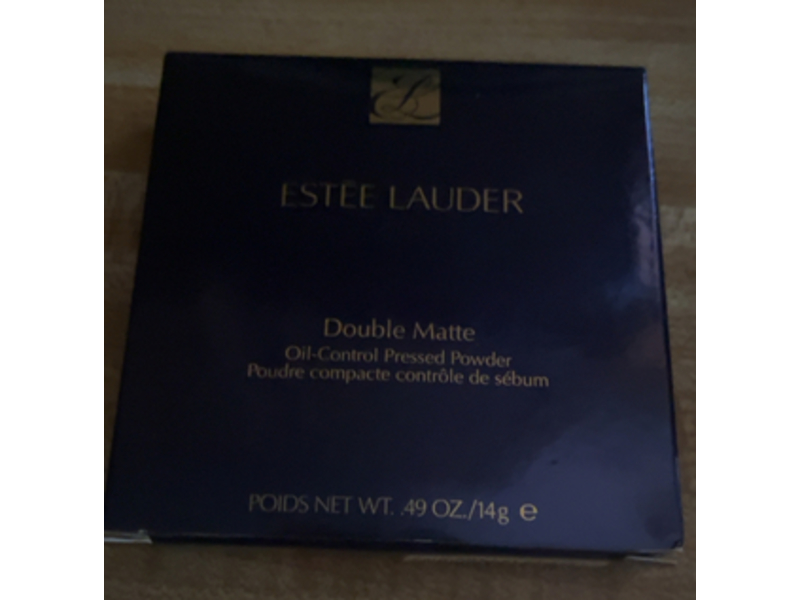 EL
ESTĒE LAUDER
Double Matte
Oil-Control Pressed Powder
Poudre compacte contrôle de sébum
POIDS NET WT. .49 OZ./14g ℮